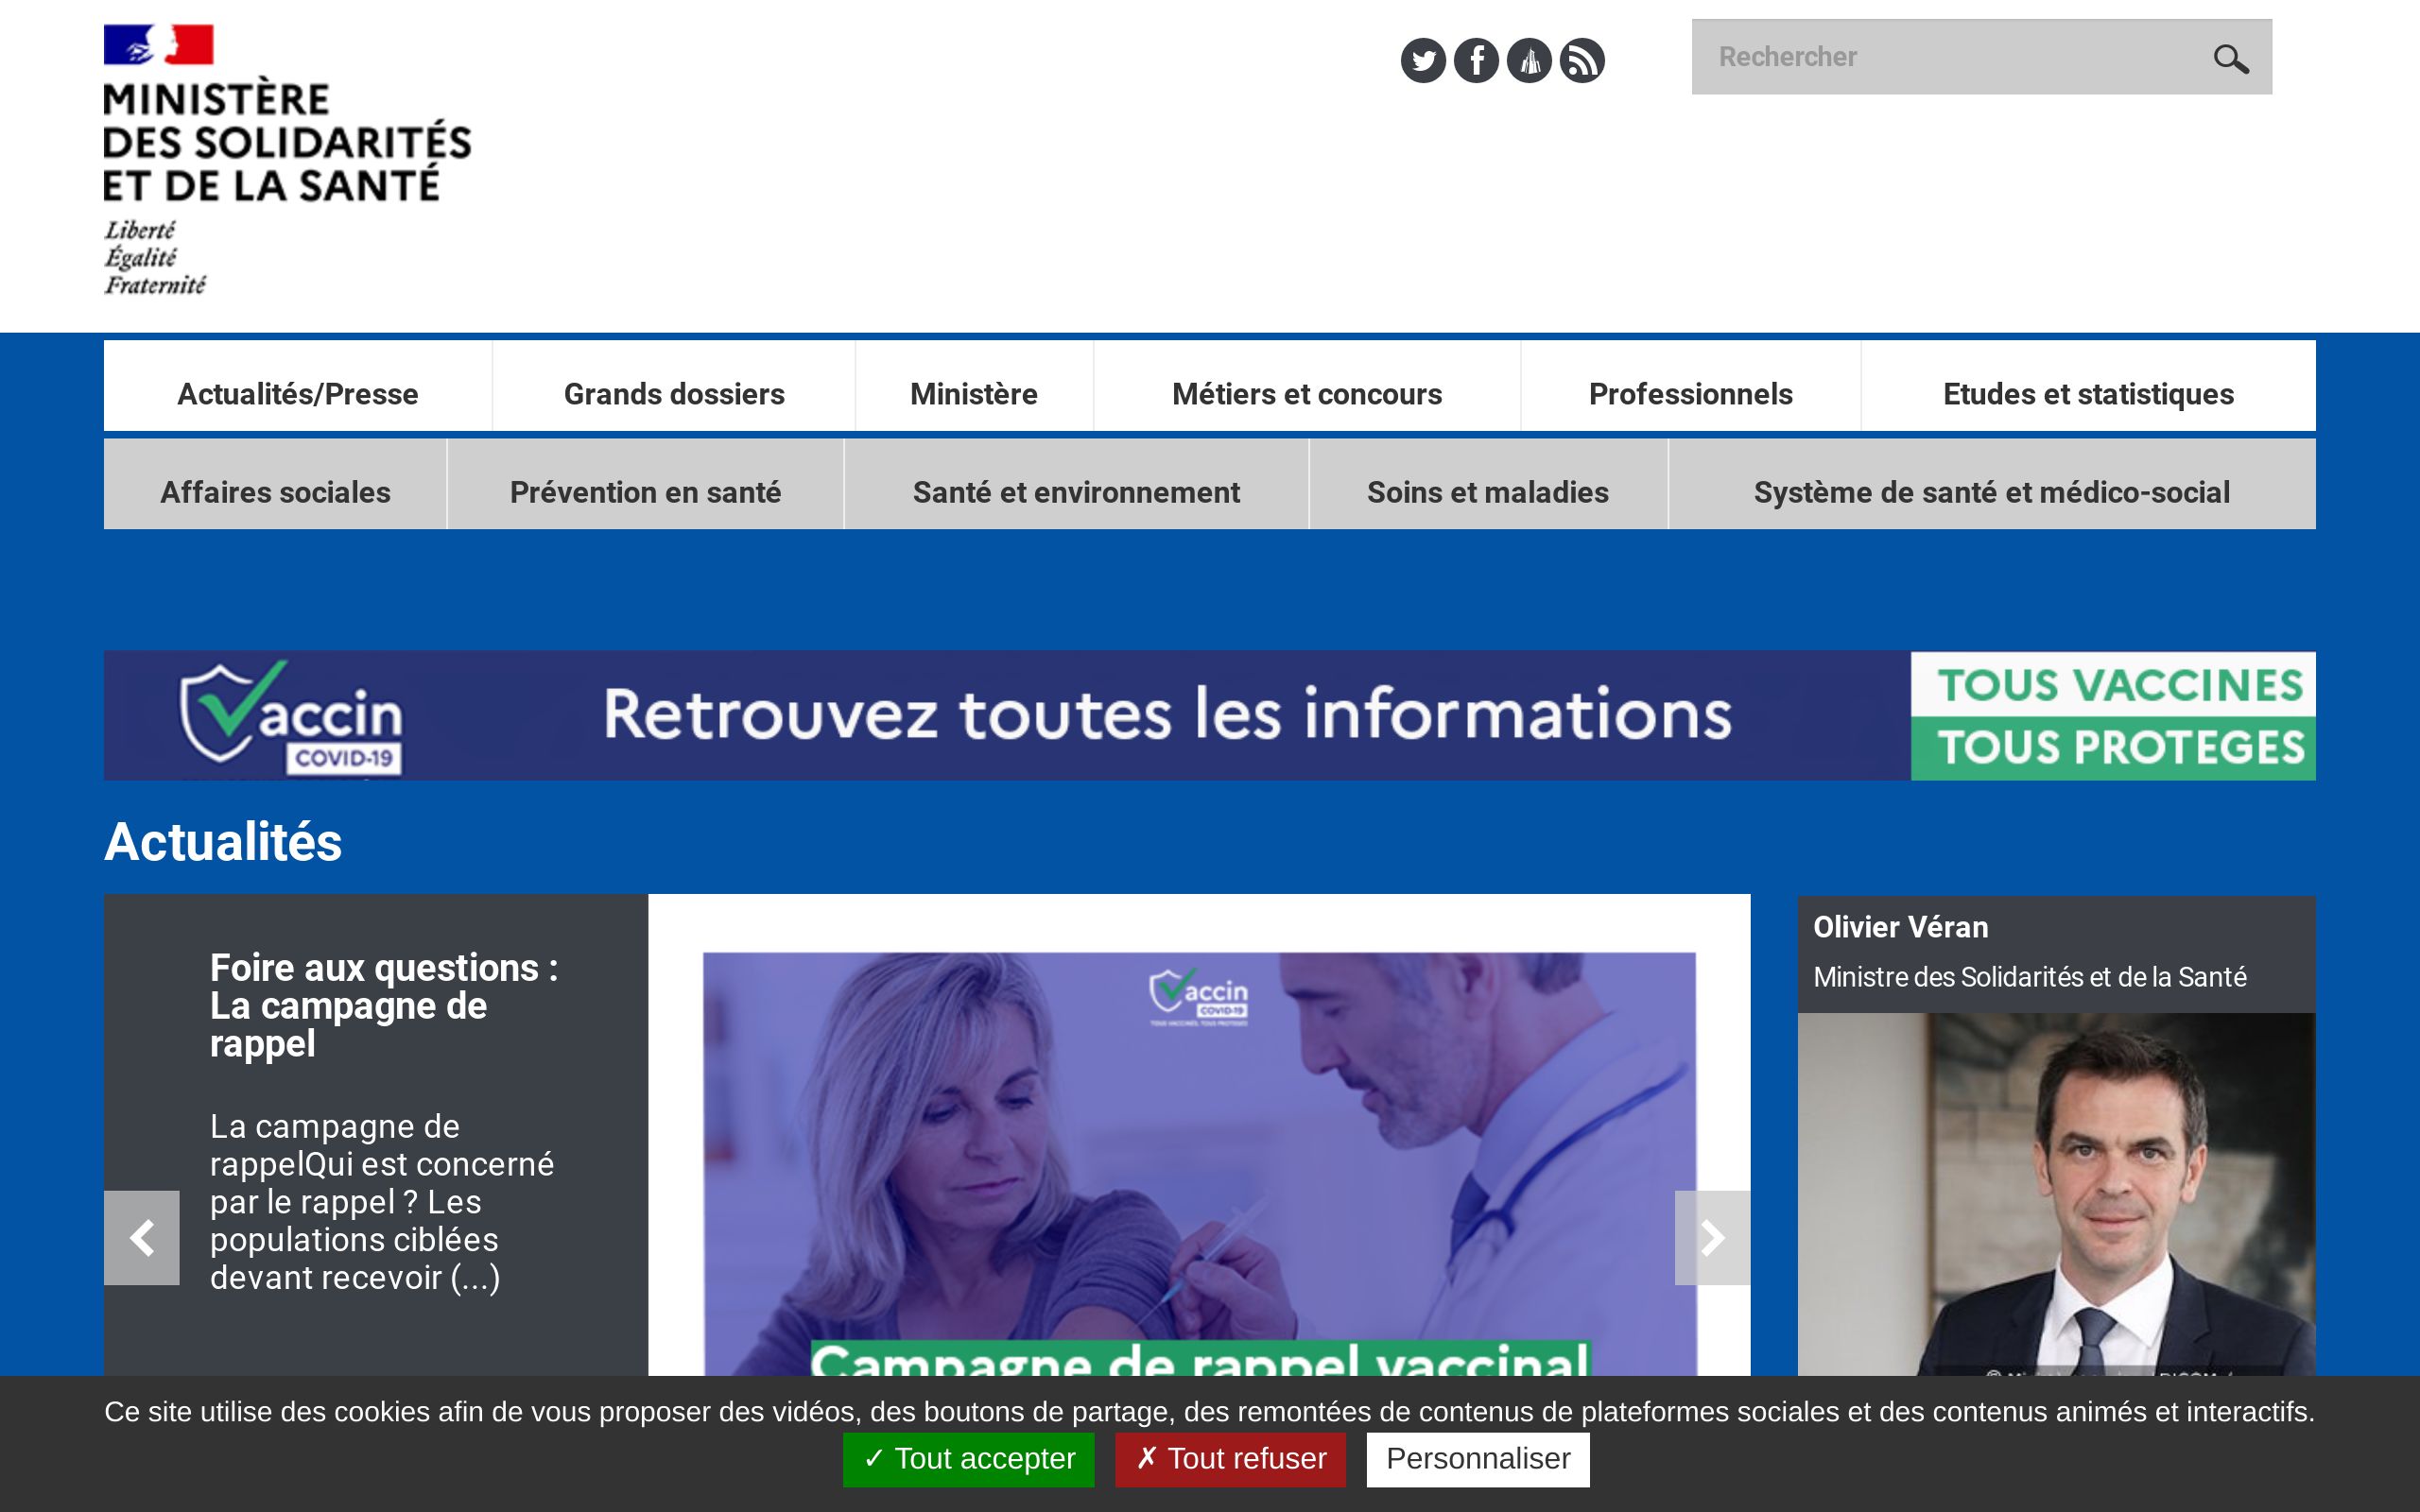 MINISTÈRE
DES SOLIDARITÉS
ET DE LA SANTÉ
Liberté
Égalité
Fraternité
Rechercher
Actualités/Presse Grands dossiers Ministère Métiers et concours Professionnels Etudes et statistiques
Affaires sociales Prévention en santé Santé et environnement Soins et maladies Système de santé et médico-social
Vaccin
COVID-19
Retrouvez toutes les informations
TOUS VACCINES
TOUS PROTEGES
Actualités
Foire aux questions :
La campagne de
rappel
La campagne de
rappelQui est concerné
par le rappel ? Les
populations ciblées
devant recevoir (...)
Vaccin
COVID-19
TOUS VACCINES, TOUS PROTEGES
Campagne de rappel vaccinal
Olivier Véran
Ministre des Solidarités et de la Santé
Ce site utilise des cookies afin de vous proposer des vidéos, des boutons de partage, des remontées de contenus de plateformes sociales et des contenus animés et interactifs.
✓ Tout accepter ✗ Tout refuser Personnaliser